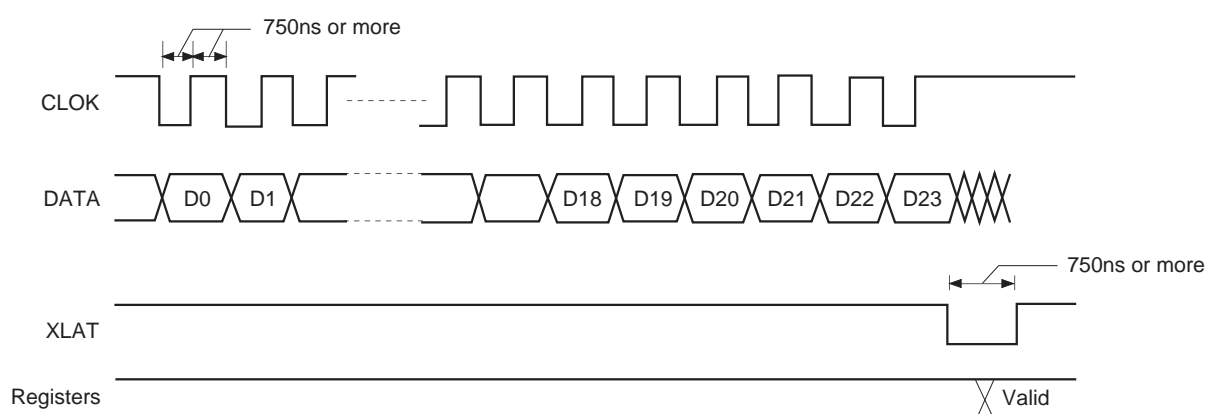 750ns or more
CLOK
DATA D0 D1 D18 D19 D20 D21 D22 D23
750ns or more
XLAT
Registers Valid